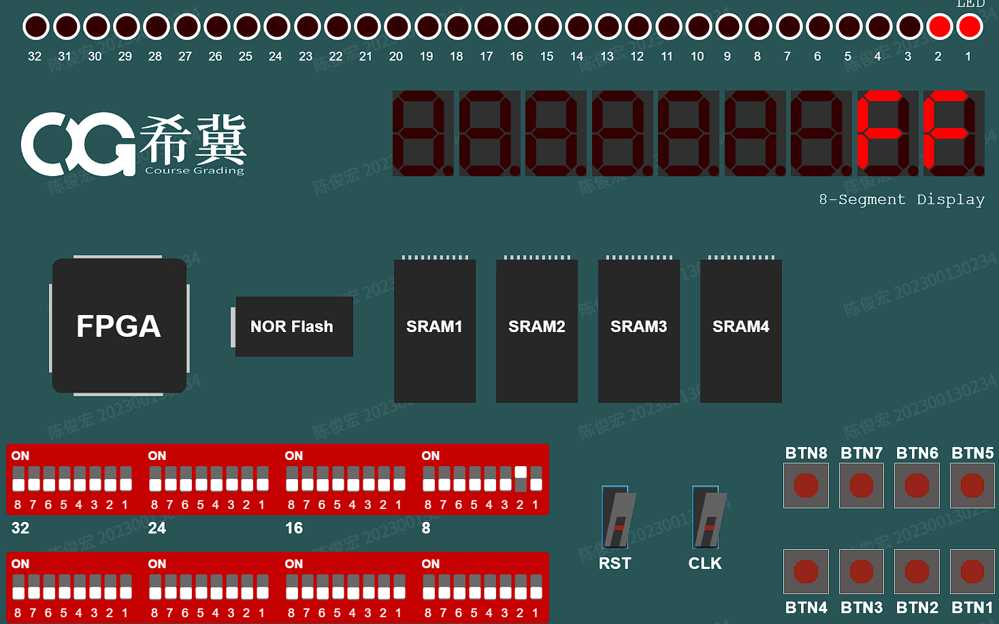 LED
32 31 30 29 28 27 26 25 24 23 22 21 20 19 18 17 16 15 14 13 12 11 10 9 8 7 6 5 4 3 2 1
FF
希冀
Course Grading
8-Segment Display
FPGA
NOR Flash
SRAM1
SRAM2
SRAM3
SRAM4
ON ON ON ON
8 7 6 5 4 3 2 1 8 7 6 5 4 3 2 1 8 7 6 5 4 3 2 1 8 7 6 5 4 3 2 1
32 24 16 8
ON ON ON ON
8 7 6 5 4 3 2 1 8 7 6 5 4 3 2 1 8 7 6 5 4 3 2 1 8 7 6 5 4 3 2 1
RST
CLK
BTN8 BTN7 BTN6 BTN5
BTN4 BTN3 BTN2 BTN1
陈俊宏 202300130234